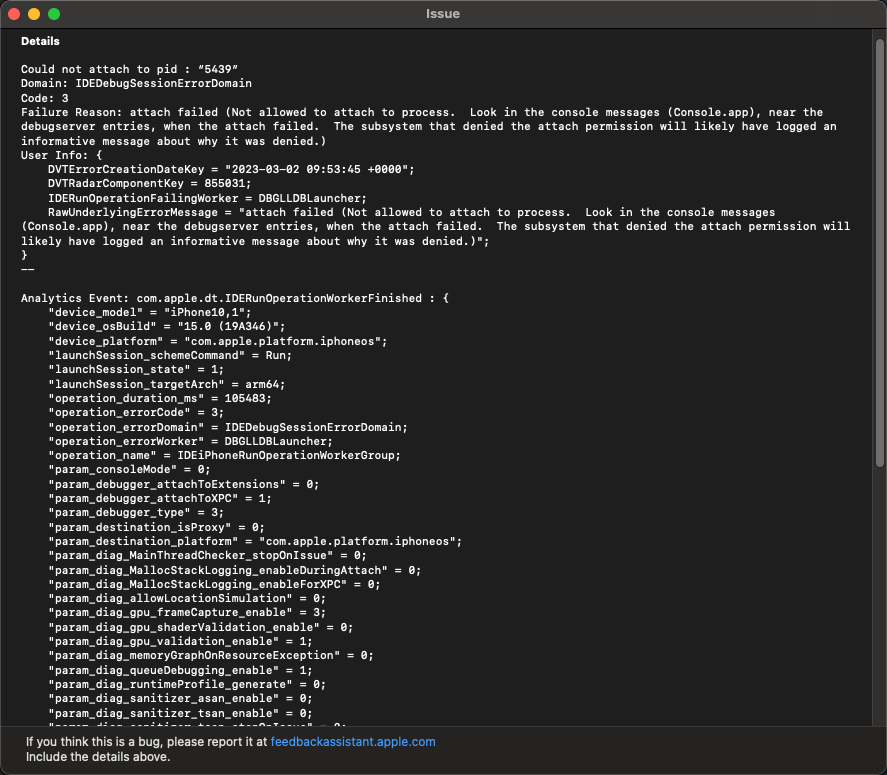 Issue
Details
Could not attach to pid : “5439”
Domain: IDEDebugSessionErrorDomain
Code: 3
Failure Reason: attach failed (Not allowed to attach to process.  Look in the console messages (Console.app), near the
debugserver entries, when the attach failed.  The subsystem that denied the attach permission will likely have logged an
informative message about why it was denied.)
User Info: {
    DVTErrorCreationDateKey = "2023-03-02 09:53:45 +0000";
    DVTRadarComponentKey = 855031;
    IDERunOperationFailingWorker = DBGLLDBLauncher;
    RawUnderlyingErrorMessage = "attach failed (Not allowed to attach to process.  Look in the console messages
(Console.app), near the debugserver entries, when the attach failed.  The subsystem that denied the attach permission will
likely have logged an informative message about why it was denied.)";
}
--
Analytics Event: com.apple.dt.IDERunOperationWorkerFinished : {
    "device_model" = "iPhone10,1";
    "device_osBuild" = "15.0 (19A346)";
    "device_platform" = "com.apple.platform.iphoneos";
    "launchSession_schemeCommand" = Run;
    "launchSession_state" = 1;
    "launchSession_targetArch" = arm64;
    "operation_duration_ms" = 105483;
    "operation_errorCode" = 3;
    "operation_errorDomain" = IDEDebugSessionErrorDomain;
    "operation_errorWorker" = DBGLLDBLauncher;
    "operation_name" = IDEiPhoneRunOperationWorkerGroup;
    "param_consoleMode" = 0;
    "param_debugger_attachToExtensions" = 0;
    "param_debugger_attachToXPC" = 1;
    "param_debugger_type" = 3;
    "param_destination_isProxy" = 0;
    "param_destination_platform" = "com.apple.platform.iphoneos";
    "param_diag_MainThreadChecker_stopOnIssue" = 0;
    "param_diag_MallocStackLogging_enableDuringAttach" = 0;
    "param_diag_MallocStackLogging_enableForXPC" = 0;
    "param_diag_allowLocationSimulation" = 0;
    "param_diag_gpu_frameCapture_enable" = 3;
    "param_diag_gpu_shaderValidation_enable" = 0;
    "param_diag_gpu_validation_enable" = 1;
    "param_diag_memoryGraphOnResourceException" = 0;
    "param_diag_queueDebugging_enable" = 1;
    "param_diag_runtimeProfile_generate" = 0;
    "param_diag_sanitizer_asan_enable" = 0;
    "param_diag_sanitizer_tsan_enable" = 0;
If you think this is a bug, please report it at feedbackassistant.apple.com
Include the details above.